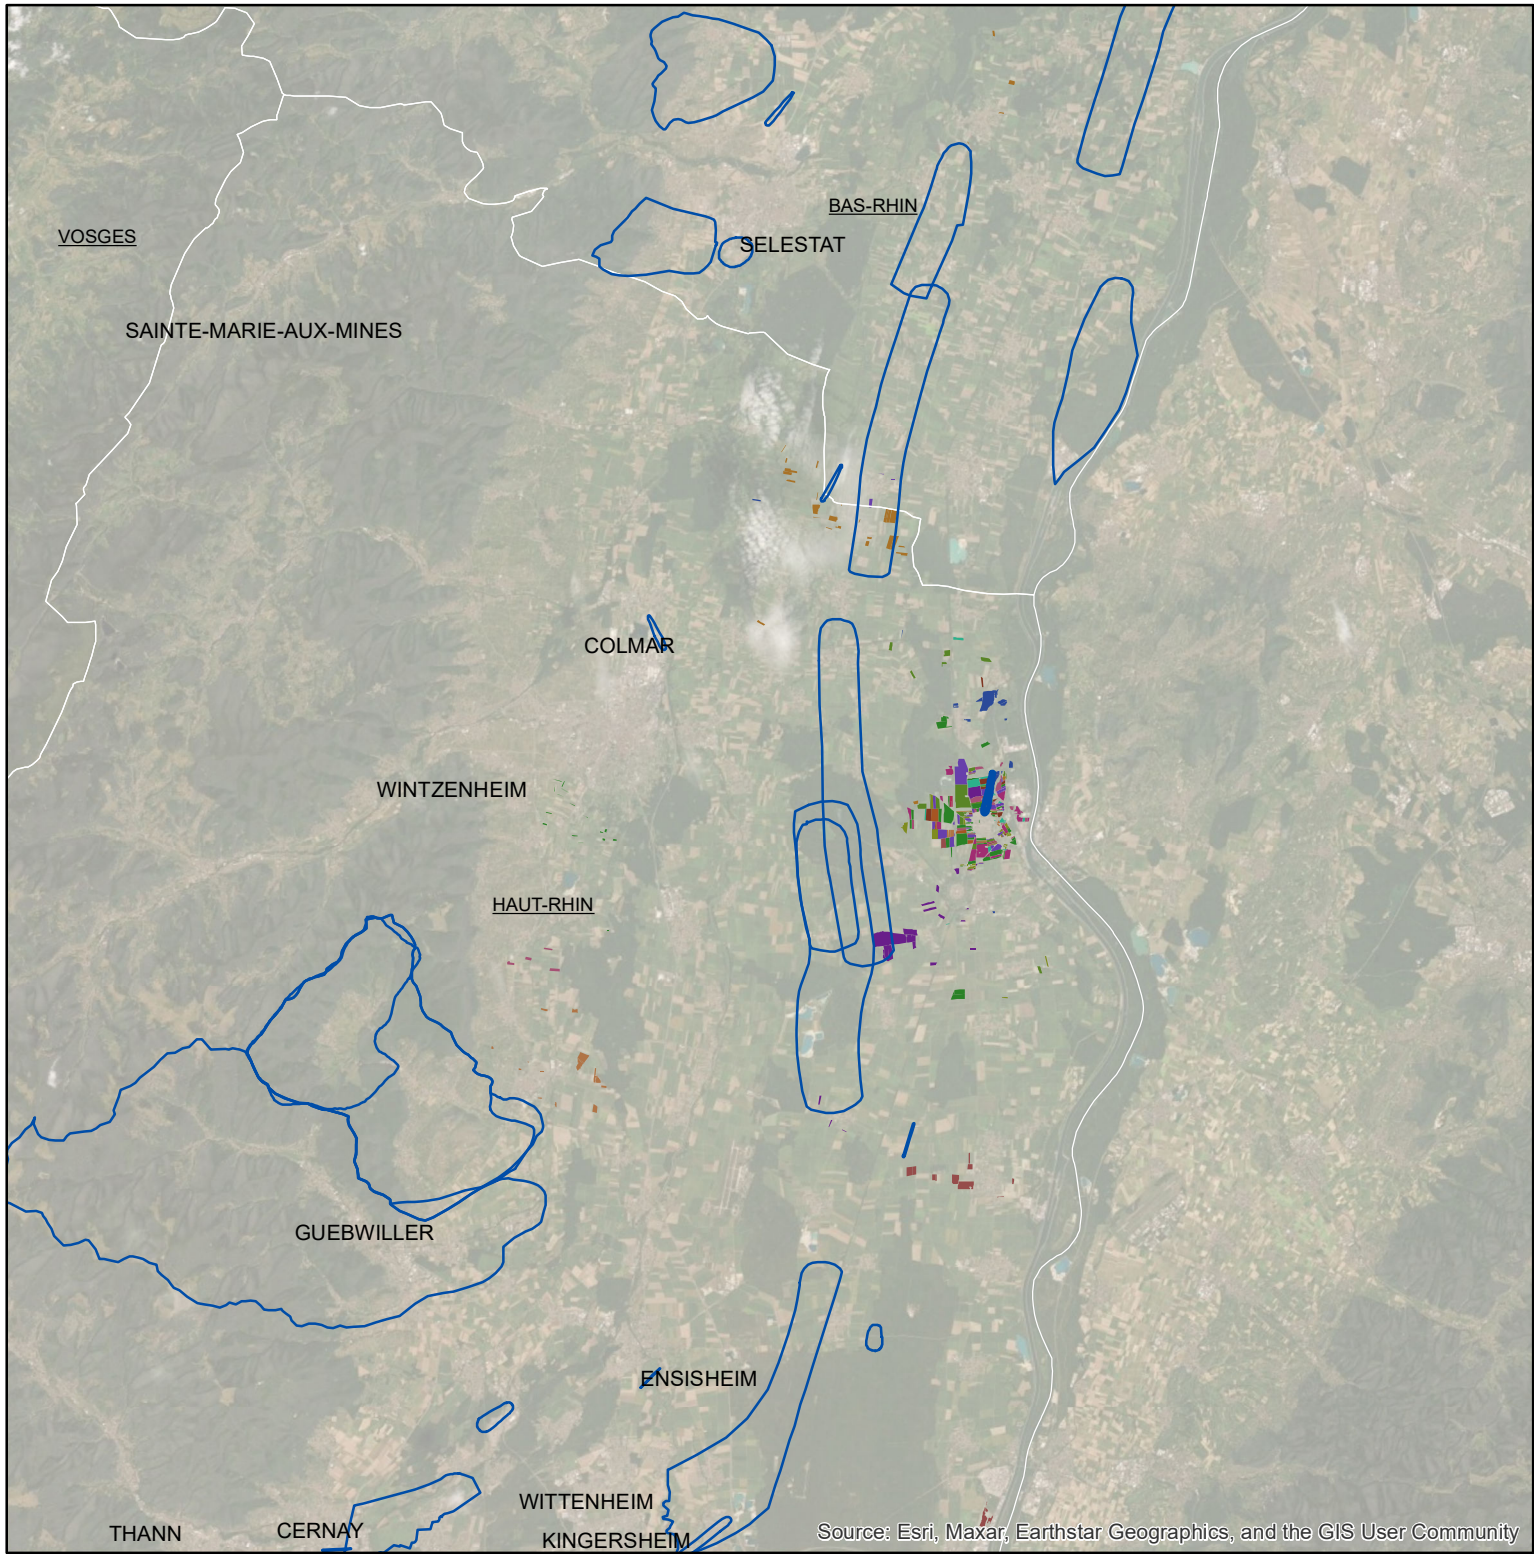 BAS-RHIN
VOSGES
SELESTAT
SAINTE-MARIE-AUX-MINES
COLMAR
WINTZENHEIM
HAUT-RHIN
GUEBWILLER
ENSISHEIM
WITTENHEIM
THANN
CERNAY
KINGERSHEIM
Source: Esri, Maxar, Earthstar Geographics, and the GIS User Community